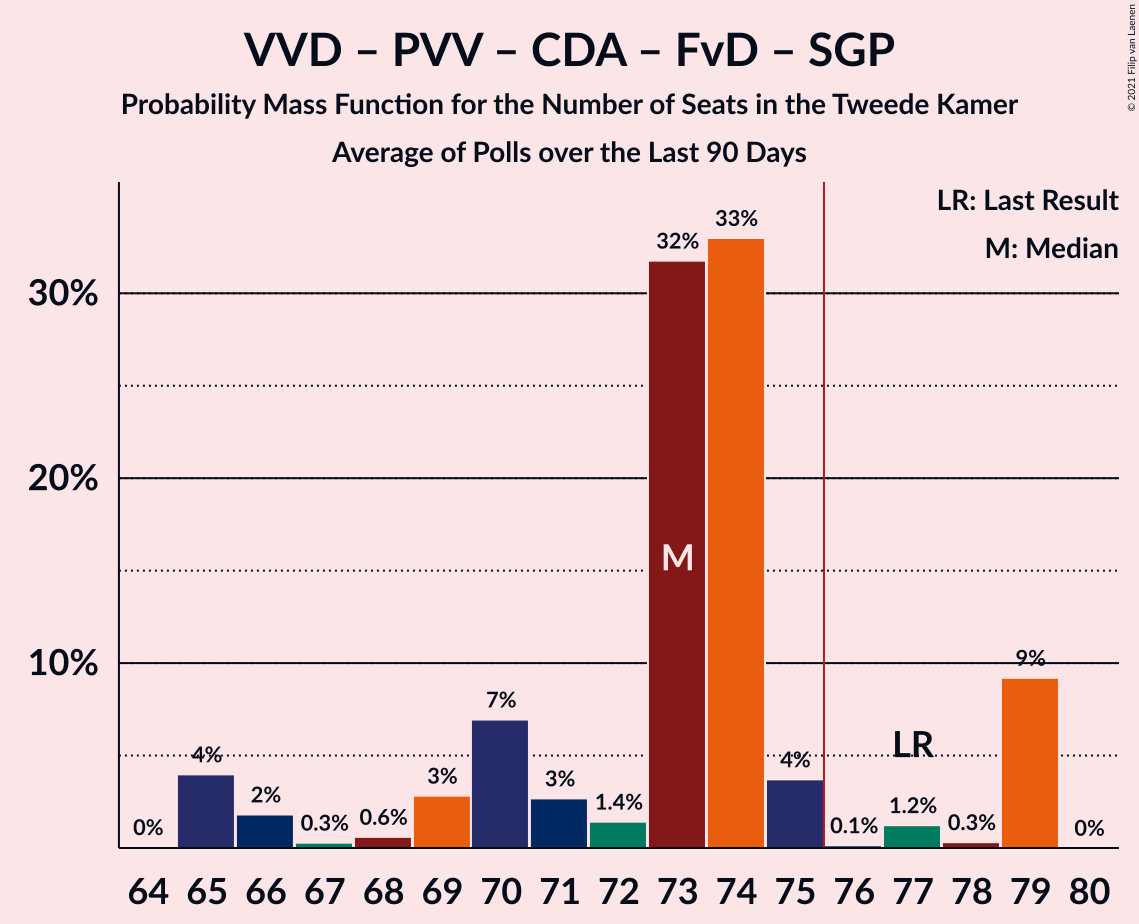 VVD – PVV – CDA – FvD – SGP
Probability Mass Function for the Number of Seats in the Tweede Kamer
Average of Polls over the Last 90 Days
© 2021 Filip van Laenen
LR: Last Result
M: Median
30%
20%
10%
0%
4%
2%
0.3%
0.6%
3%
7%
3%
1.4%
32%
33%
4%
0.1%
1.2%
0.3%
9%
0%
M
LR
64 65 66 67 68 69 70 71 72 73 74 75 76 77 78 79 80